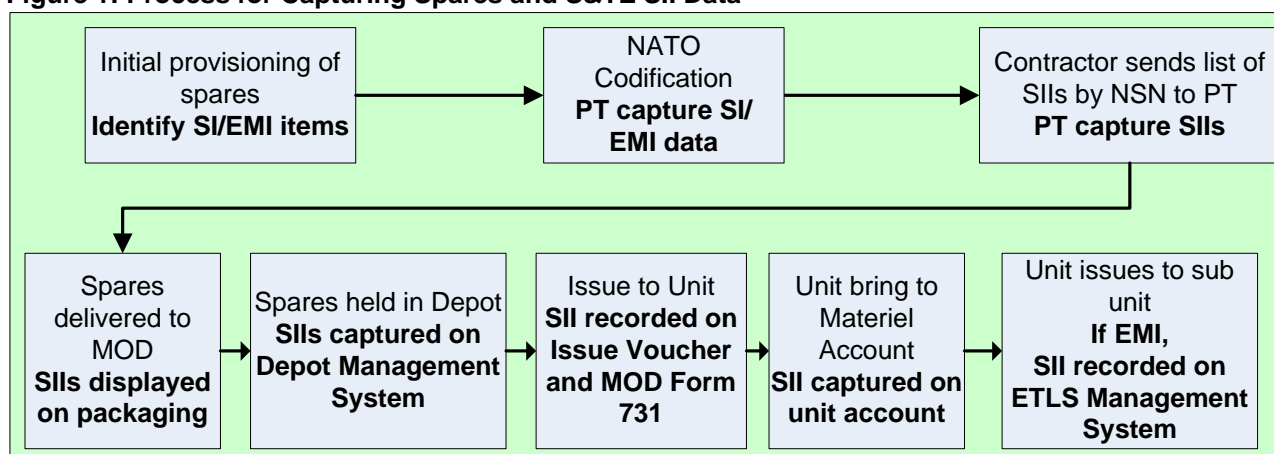 Figure 1: Process for Capturing Spares and S&TE SII Data
Initial provisioning of
spares
Identify SI/EMI items
NATO
Codification
PT capture SI/
EMI data
Contractor sends list of
SIIs by NSN to PT
PT capture SIIs
Spares
delivered to
MOD
SIIs displayed
on packaging
Spares held in Depot
SIIs captured on
Depot Management
System
Issue to Unit
SII recorded on
Issue Voucher
and MOD Form
731
Unit bring to
Materiel
Account
SII captured on
unit account
Unit issues to sub
unit
If EMI,
SII recorded on
ETLS Management
System